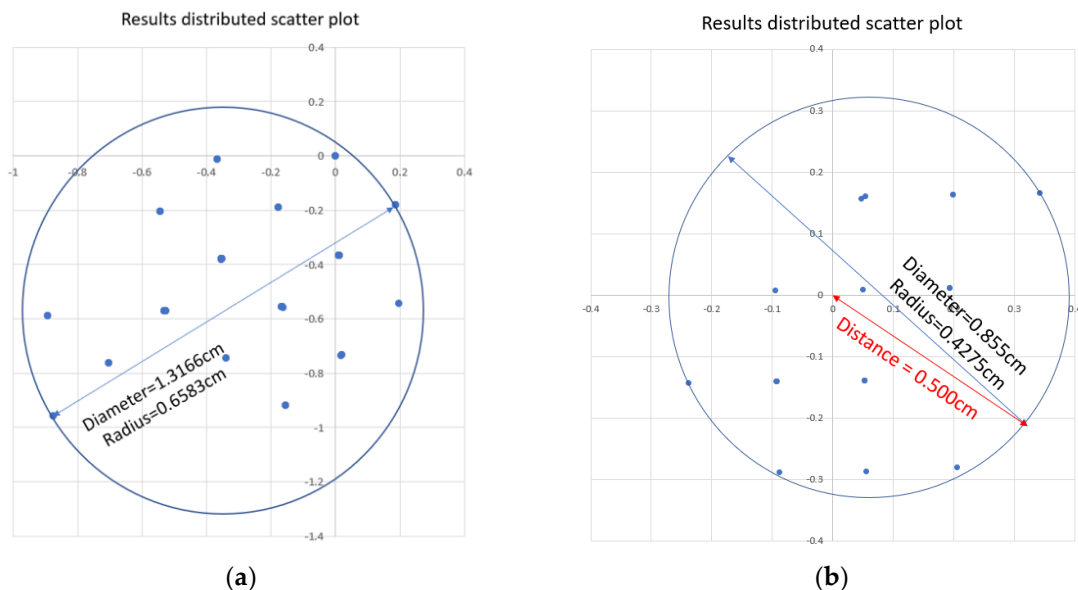 Results distributed scatter plot
0.4
0.2
0
-1 -0.8 -0.6 -0.4 -0.2 0 0.2 0.4
-0.2
-0.4
-0.6
-0.8
-1
-1.2
-1.4
Diameter=1.3166cm
Radius=0.6583cm
(a)
Results distributed scatter plot
0.4
0.3
0.2
0.1
0
-0.4 -0.3 -0.2 -0.1 0 0.1 0.3
-0.1
-0.2
-0.3
-0.4
Diameter=0.855cm
Radius=0.4275cm
Distance = 0.500cm
(b)